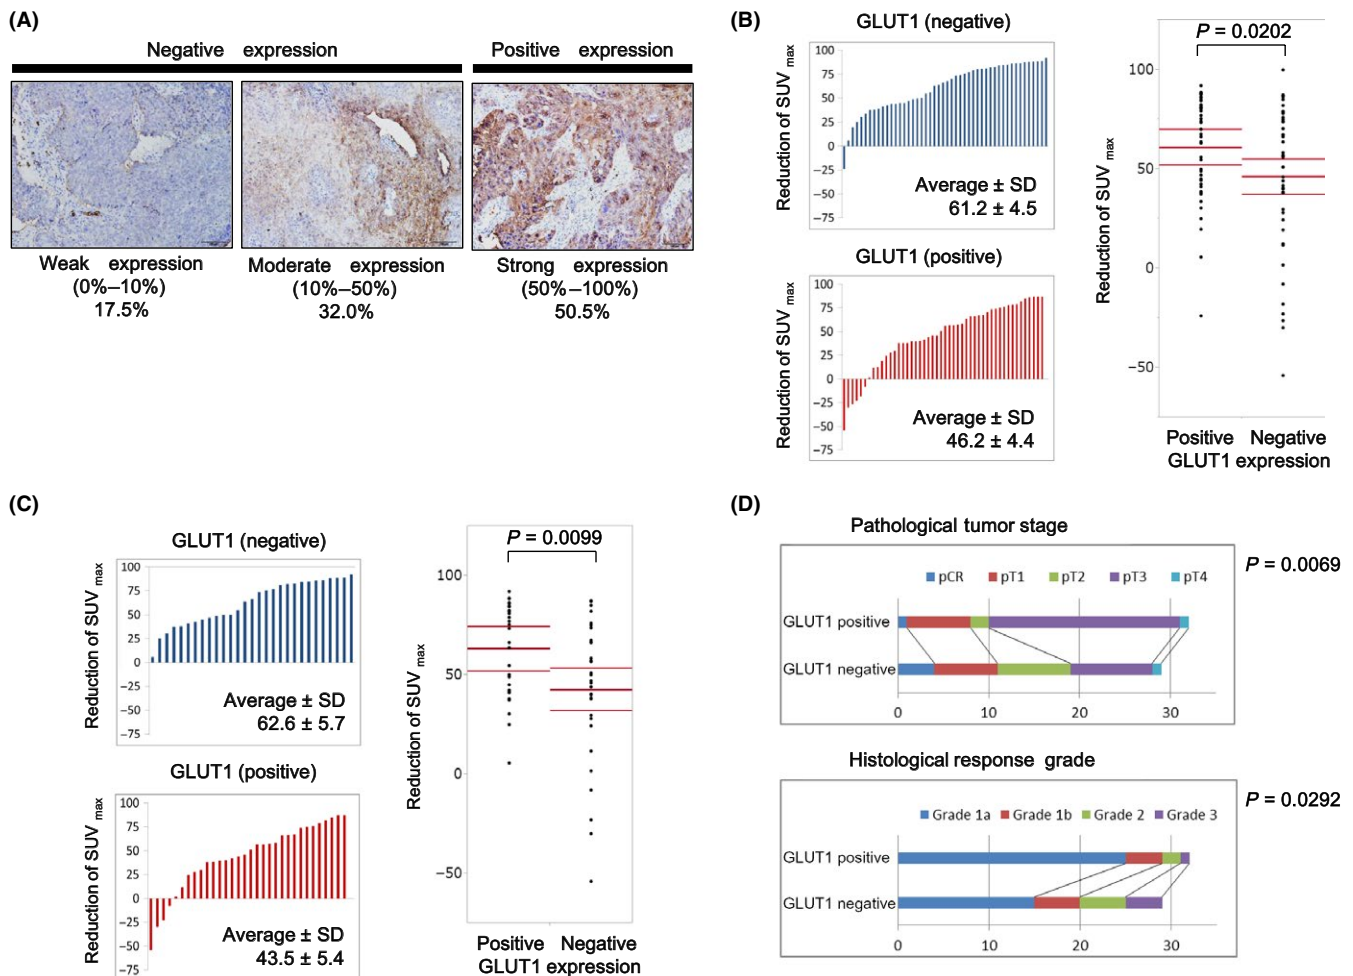 (A)
Negative expression
Positive expression
Weak expression
(0%–10%)
17.5%
Moderate expression
(10%–50%)
32.0%
Strong expression
(50%–100%)
50.5%
(B)
GLUT1 (negative)
Reduction of SUV max
100
75
50
25
0
−25
−50
−75
Average ± SD
61.2 ± 4.5
GLUT1 (positive)
Reduction of SUV max
100
75
50
25
0
−25
−50
−75
Average ± SD
46.2 ± 4.4
P = 0.0202
Reduction of SUV max
100
50
0
−50
Positive Negative
GLUT1 expression
(C)
GLUT1 (negative)
Reduction of SUV max
100
75
50
25
0
−25
−50
−75
Average ± SD
62.6 ± 5.7
GLUT1 (positive)
Reduction of SUV max
100
75
50
25
0
−25
−50
−75
Average ± SD
43.5 ± 5.4
P = 0.0099
Reduction of SUV max
100
50
0
−50
Positive Negative
GLUT1 expression
(D)
Pathological tumor stage
P = 0.0069
pCR pT1 pT2 pT3 pT4
GLUT1 positive
GLUT1 negative
0 10 20 30
Histological response grade
P = 0.0292
Grade 1a Grade 1b Grade 2 Grade 3
GLUT1 positive
GLUT1 negative
0 10 20 30